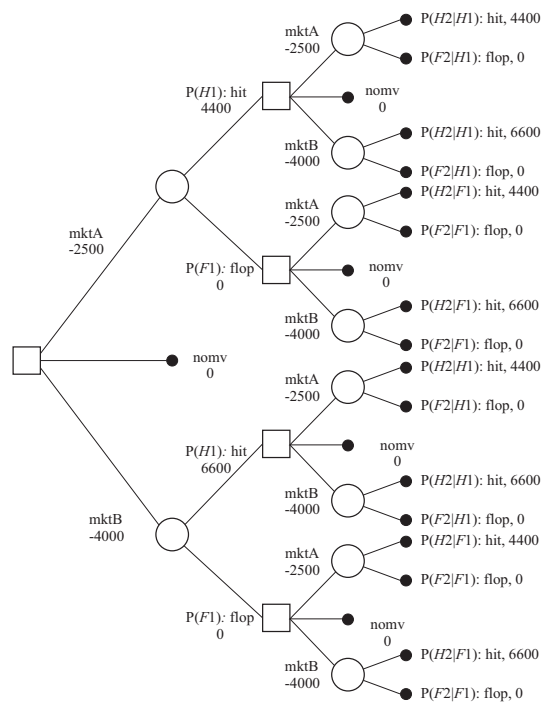 mktA
-2500
P(H2|H1): hit, 4400
P(F2|H1): flop, 0
P(H1): hit
4400
nomv
0
mktB
-4000
P(H2|H1): hit, 6600
P(F2|H1): flop, 0
mktA
-2500
P(H2|F1): hit, 4400
P(F2|F1): flop, 0
mktA
-2500
P(F1): flop
0
nomv
0
mktB
-4000
P(H2|F1): hit, 6600
P(F2|F1): flop, 0
nomv
0
mktA
-2500
P(H2|H1): hit, 4400
P(F2|H1): flop, 0
P(H1): hit
6600
nomv
0
mktB
-4000
P(H2|H1): hit, 6600
P(F2|H1): flop, 0
mktB
-4000
mktA
-2500
P(H2|F1): hit, 4400
P(F2|F1): flop, 0
P(F1): flop
0
nomv
0
mktB
-4000
P(H2|F1): hit, 6600
P(F2|F1): flop, 0